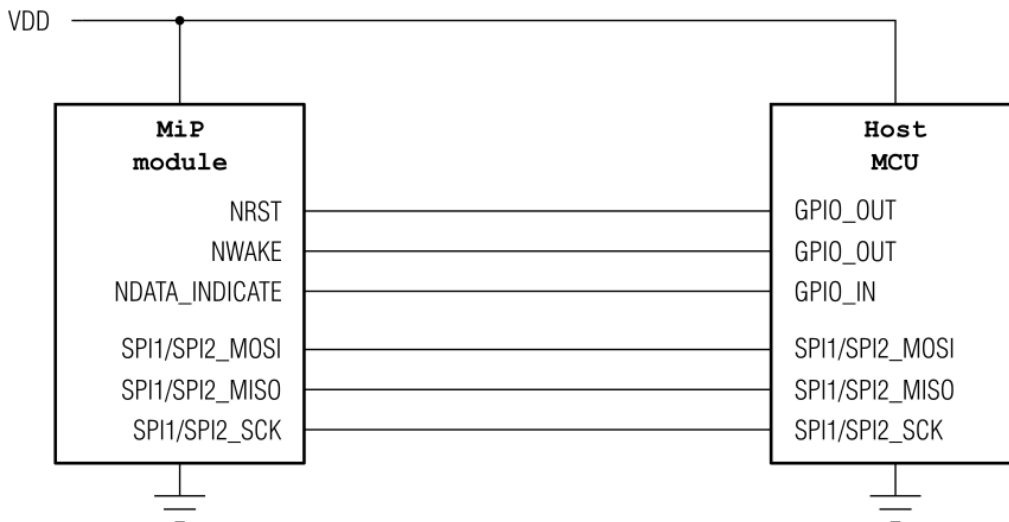 VDD
MiP
module
Host
MCU
NRST
GPIO_OUT
NWAKE
GPIO_OUT
NDATA_INDICATE
GPIO_IN
SPI1/SPI2_MOSI
SPI1/SPI2_MOSI
SPI1/SPI2_MISO
SPI1/SPI2_MISO
SPI1/SPI2_SCK
SPI1/SPI2_SCK